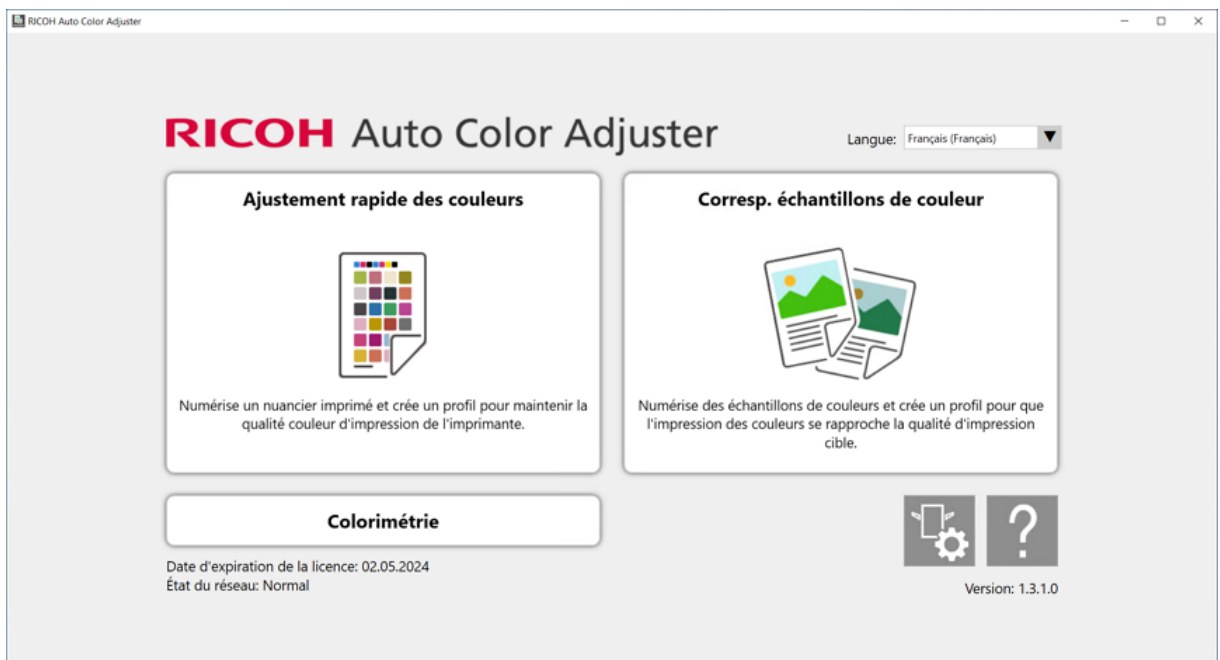 RICOH Auto Color Adjuster
RICOH Auto Color Adjuster
Langue: Français (Français)
Ajustement rapide des couleurs
Numérise un nuancier imprimé et crée un profil pour maintenir la
qualité couleur d'impression de l'imprimante.
Corresp. échantillons de couleur
Numérise des échantillons de couleurs et crée un profil pour que
l'impression des couleurs se rapproche la qualité d'impression
cible.
Colorimétrie
?
Date d'expiration de la licence: 02.05.2024
État du réseau: Normal
Version: 1.3.1.0